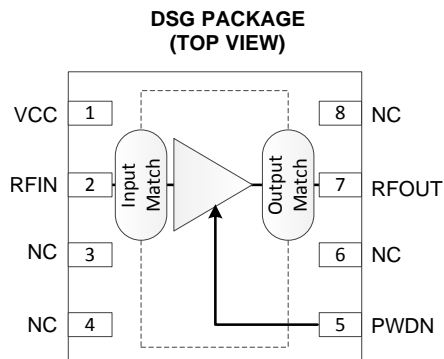 DSG PACKAGE
(TOP VIEW)
VCC 1
8 NC
RFIN 2
Input Match
Output Match
7 RFOUT
NC 3
6 NC
NC 4
5 PWDN